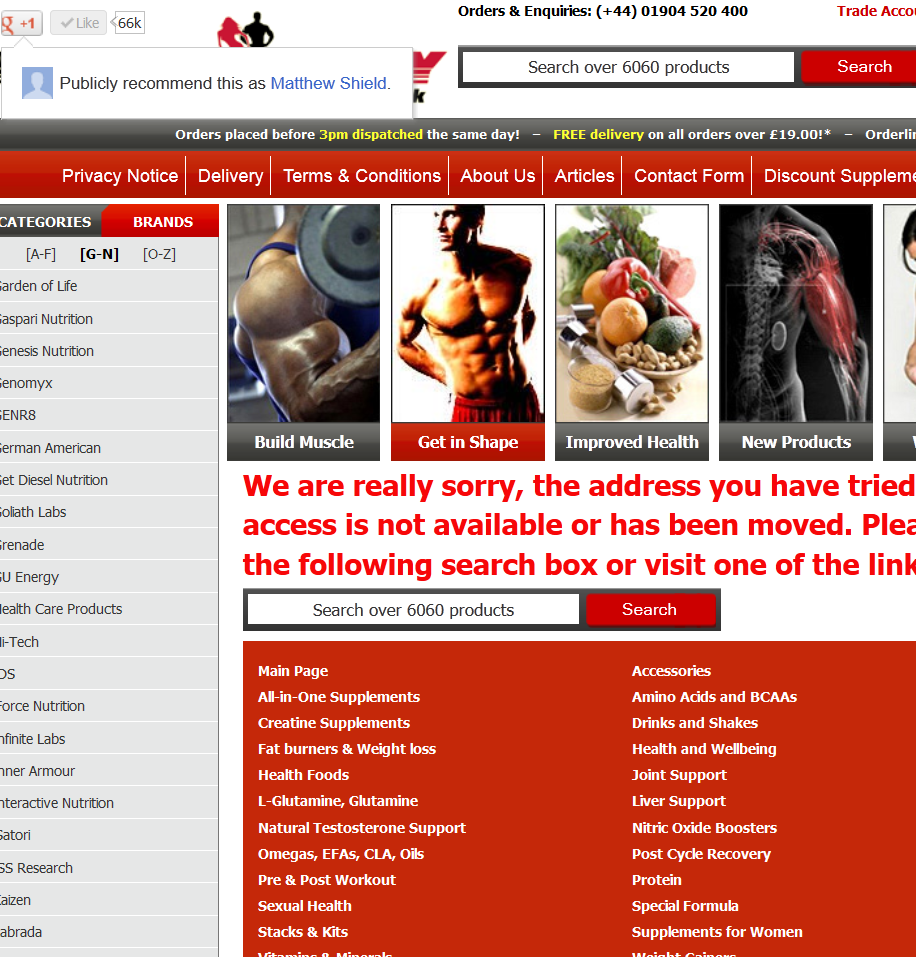 +1
Like
66k
Orders & Enquiries: (+44) 01904 520 400
Trade
Publicly recommend this as Matthew Shield.
Search over 6060 products
Search
Orders placed before 3pm dispatched the same day! – FREE delivery on all orders over £19.00!* –
Privacy Notice
Delivery
Terms & Conditions
About Us
Articles
Contact Form
Discount
CATEGORIES
BRANDS
[A-F]
[G-N]
[O-Z]
arden of Life
aspari Nutrition
enesis Nutrition
enomyx
ENR8
erman American
et Diesel Nutrition
oliath Labs
renade
U Energy
ealth Care Products
i-Tech
DS
Force Nutrition
nfinite Labs
nner Armour
nteractive Nutrition
Satori
SS Research
aizen
abrada
Build Muscle
Get in Shape
Improved Health
New Products
We are really sorry, the address you have tried
access is not available or has been moved. Plea
the following search box or visit one of the link
Search over 6060 products
Search
Main Page
All-in-One Supplements
Creatine Supplements
Fat burners & Weight loss
Health Foods
L-Glutamine, Glutamine
Natural Testosterone Support
Omegas, EFAs, CLA, Oils
Pre & Post Workout
Sexual Health
Stacks & Kits
Vitamins & Minerals
Accessories
Amino Acids and BCAAs
Drinks and Shakes
Health and Wellbeing
Joint Support
Liver Support
Nitric Oxide Boosters
Post Cycle Recovery
Protein
Special Formula
Supplements for Women
Weight Gainers